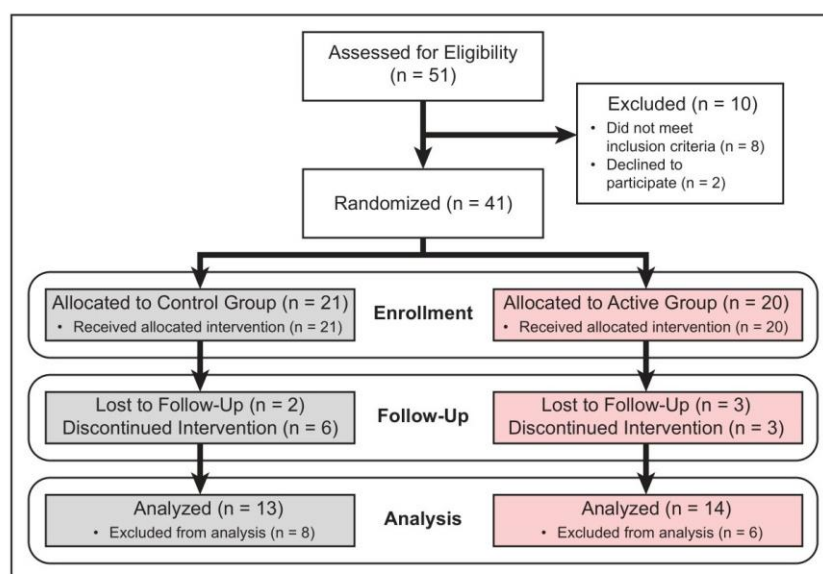 Assessed for Eligibility
(n = 51)
Excluded (n = 10)
• Did not meet
inclusion criteria (n = 8)
• Declined to
participate (n = 2)
Randomized (n = 41)
Allocated to Control Group (n = 21)
• Received allocated intervention (n = 21)
Enrollment
Allocated to Active Group (n = 20)
• Received allocated intervention (n = 20)
Lost to Follow-Up (n = 2)
Discontinued Intervention (n = 6)
Follow-Up
Lost to Follow-Up (n = 3)
Discontinued Intervention (n = 3)
Analyzed (n = 13)
• Excluded from analysis (n = 8)
Analysis
Analyzed (n = 14)
• Excluded from analysis (n = 6)